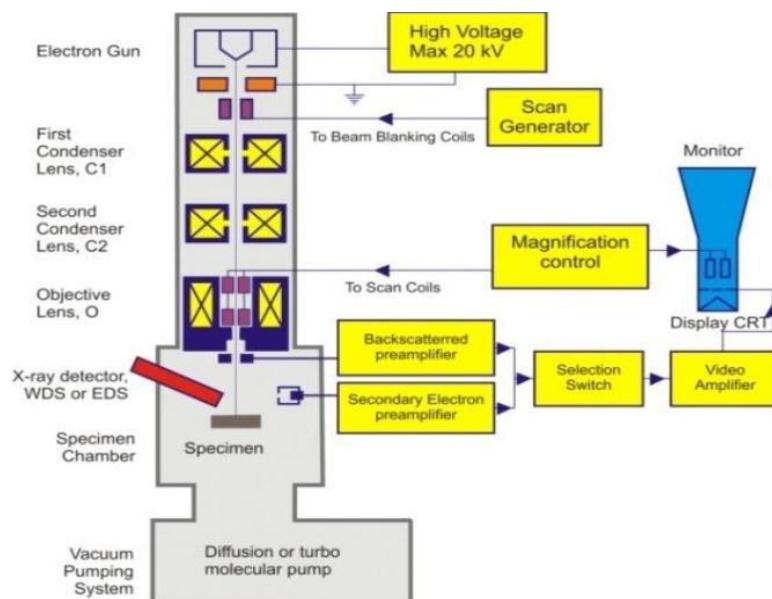 Electron Gun
High Voltage
Max 20 kV
Scan
Generator
To Beam Blanking Coils
First
Condenser
Lens, C1
Monitor
Second
Condenser
Lens, C2
Magnification
control
To Scan Coils
Objective
Lens, O
Display CRT
Backscatterred
preamplifier
Selection
Switch
Video
Amplifier
X-ray detector,
WDS or EDS
Secondary Electron
preamplifier
Specimen
Chamber
Specimen
Vacuum
Pumping
System
Diffusion or turbo
molecular pump